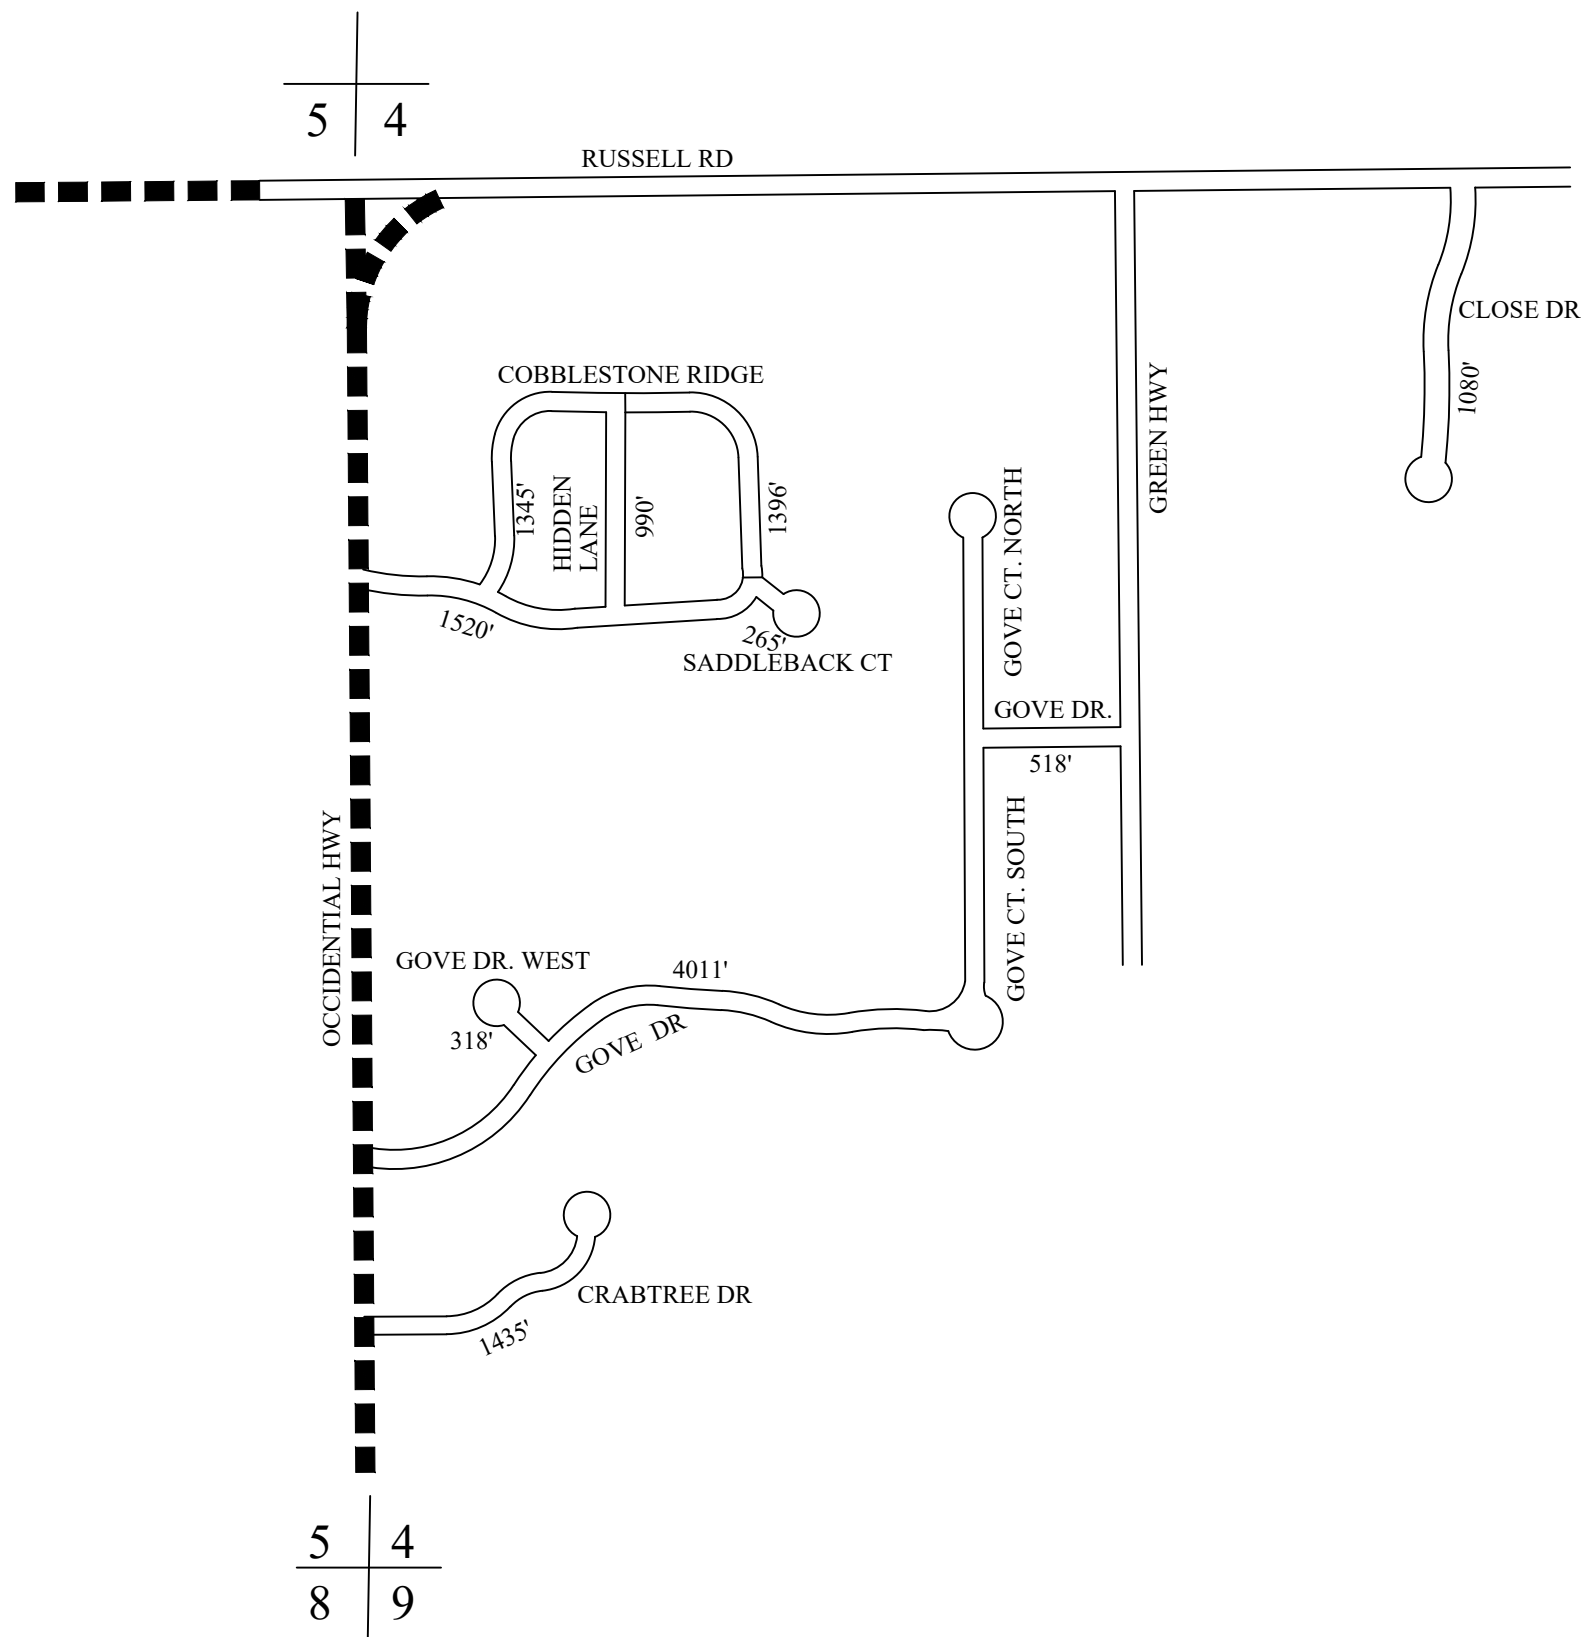 5 4
RUSSELL RD
CLOSE DR
1080'
COBBLESTONE RIDGE
GREEN HWY
1345'
HIDDEN
LANE
990'
1396'
GOVE CT. NORTH
1520'
265'
SADDLEBACK CT
GOVE DR.
518'
OCCIDENTIAL HWY
GOVE CT. SOUTH
GOVE DR. WEST
4011'
318'
GOVE DR
CRABTREE DR
1435'
5 4
8 9